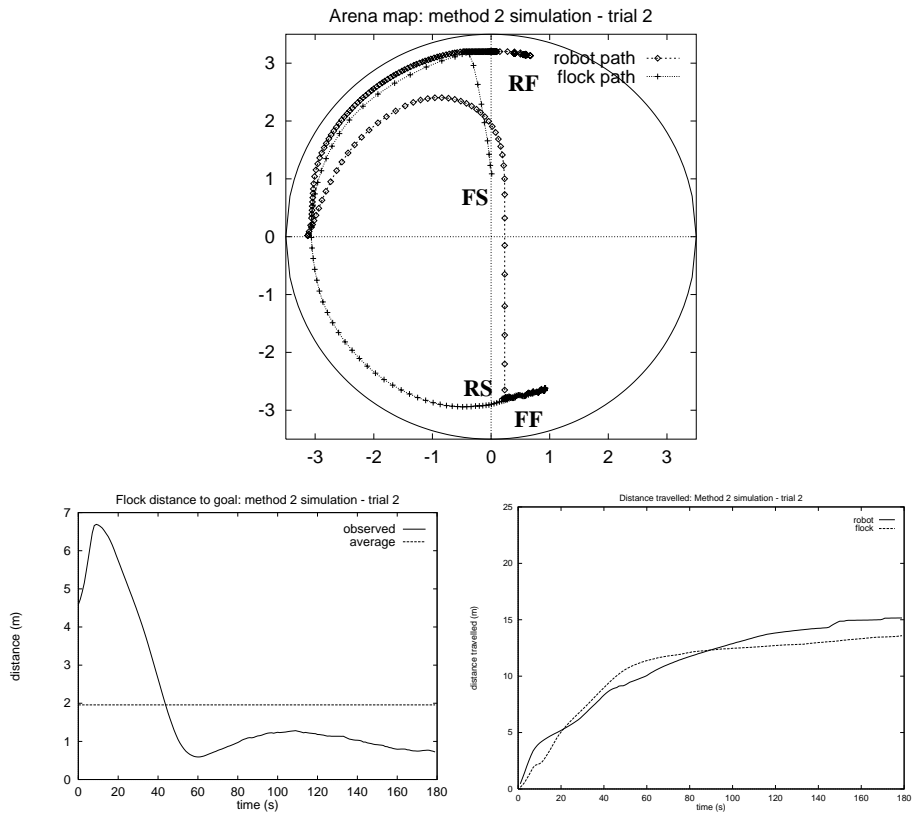 Arena map: method 2 simulation - trial 2
robot path
flock path
RF
FS
RS
FF
3
2
1
0
-1
-2
-3
-3 -2 -1 0 1 2 3
Flock distance to goal: method 2 simulation - trial 2
observed
average
distance (m)
7
6
5
4
3
2
1
0
0 20 40 60 80 100 120 140 160 180
time (s)
Distance travelled: Method 2 simulation - trial 2
robot
flock
distance travelled (m)
25
20
15
10
5
0
0 20 40 60 80 100 120 140 160 180
time (s)